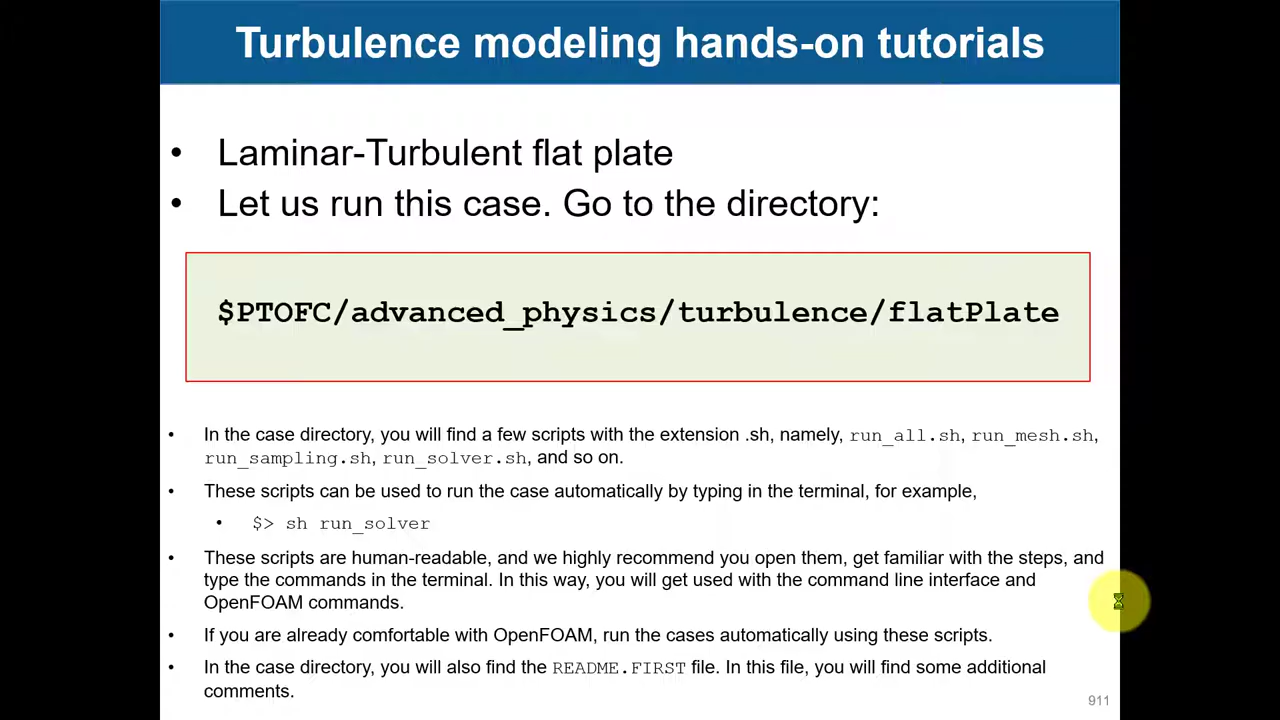 Turbulence modeling hands-on tutorials
• Laminar-Turbulent flat plate
• Let us run this case. Go to the directory:
$PTOFC/advanced_physics/turbulence/flatPlate
• In the case directory, you will find a few scripts with the extension .sh, namely, run_all.sh, run_mesh.sh,
run_sampling.sh, run_solver.sh, and so on.
• These scripts can be used to run the case automatically by typing in the terminal, for example,
• $> sh run_solver
• These scripts are human-readable, and we highly recommend you open them, get familiar with the steps, and
type the commands in the terminal. In this way, you will get used with the command line interface and
OpenFOAM commands.
• If you are already comfortable with OpenFOAM, run the cases automatically using these scripts.
• In the case directory, you will also find the README.FIRST file. In this file, you will find some additional
comments.
911